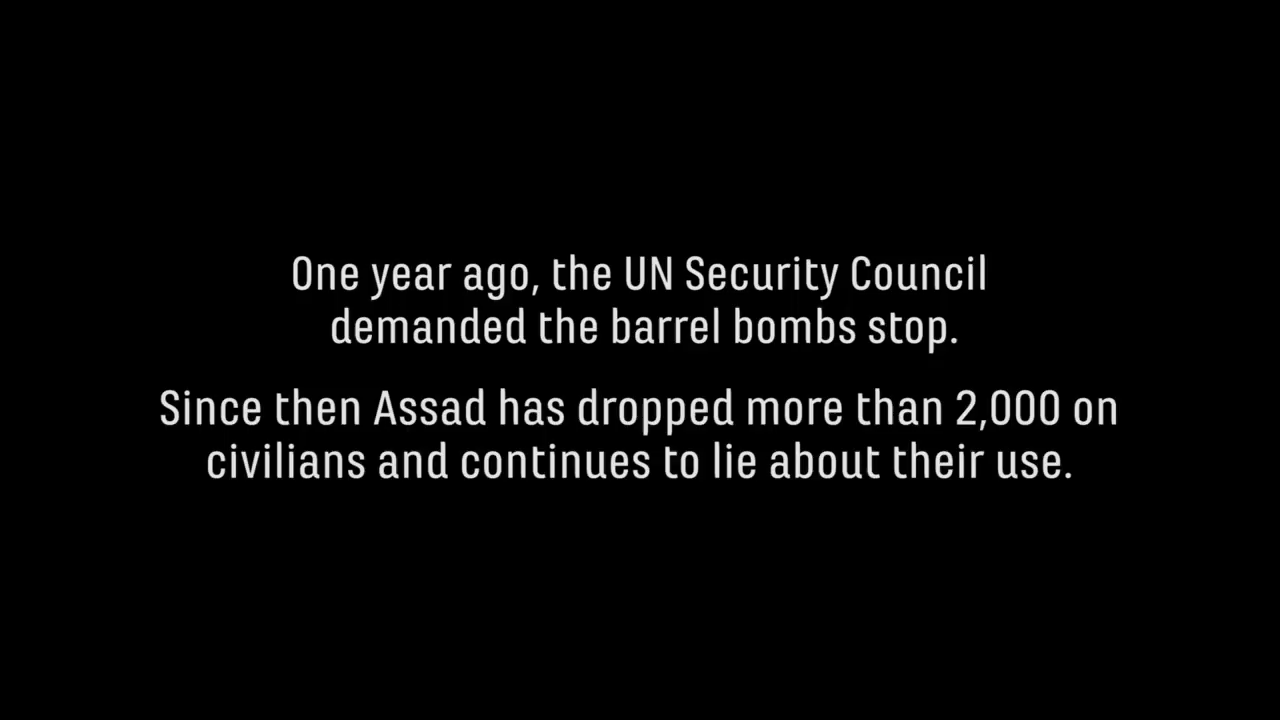 One year ago, the UN Security Council
demanded the barrel bombs stop.
Since then Assad has dropped more than 2,000 on
civilians and continues to lie about their use.